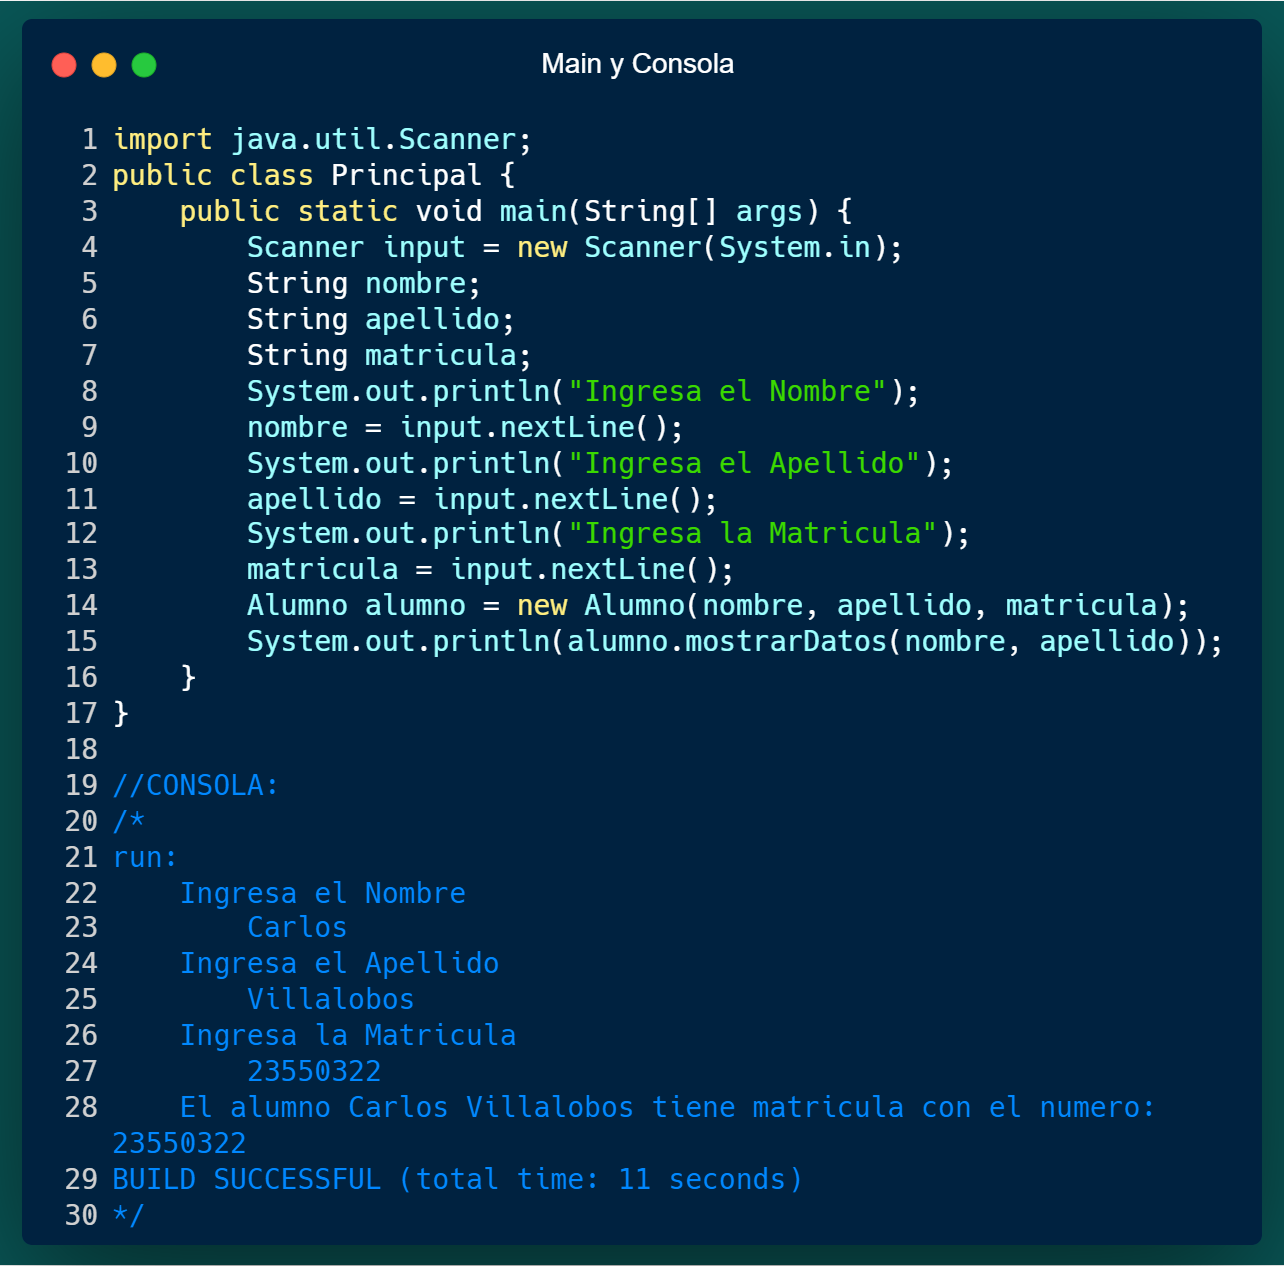 Main y Consola
1 import java.util.Scanner;
2 public class Principal {
3     public static void main(String[] args) {
4         Scanner input = new Scanner(System.in);
5         String nombre;
6         String apellido;
7         String matricula;
8         System.out.println("Ingresa el Nombre");
9         nombre = input.nextLine();
10         System.out.println("Ingresa el Apellido");
11         apellido = input.nextLine();
12         System.out.println("Ingresa la Matricula");
13         matricula = input.nextLine();
14         Alumno alumno = new Alumno(nombre, apellido, matricula);
15         System.out.println(alumno.mostrarDatos(nombre, apellido));
16     }
17 }
18
19 //CONSOLA:
20 /*
21 run:
22     Ingresa el Nombre
23         Carlos
24     Ingresa el Apellido
25         Villalobos
26     Ingresa la Matricula
27         23550322
28     El alumno Carlos Villalobos tiene matricula con el numero:
23550322
29 BUILD SUCCESSFUL (total time: 11 seconds)
30 */